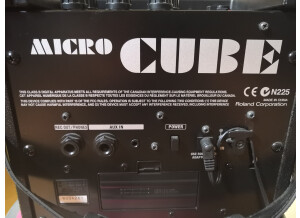 MICRO CUBE
THIS CLASS B DIGITAL APPARATUS MEETS ALL REQUIREMENTS OF THE CANADIAN INTERFERENCE-CAUSING EQUIPMENT REGULATIONS.
CET APPAREIL NUMÉRIQUE DE LA CLASSE B RESPECTE TOUTES LES EXIGENCES DU RÈGLEMENT SUR LE MATÉRIEL BROUILLEUR DU CANADA.
THIS DEVICE COMPLIES WITH PART 15 OF THE FCC RULES. OPERATION IS SUBJECT TO THE FOLLOWING TWO CONDITIONS: (1) THIS DEVICE
MAY NOT CAUSE HARMFUL INTERFERENCE, AND (2) THIS DEVICE MUST ACCEPT ANY INTERFERENCE RECEIVED, INCLUDING INTERFERENCE THAT MAY CAUSE UNDESIRED OPERATION.
CE N225
MADE IN CHINA
Roland Corporation
REC OUT/PHONES
AUX IN
POWER